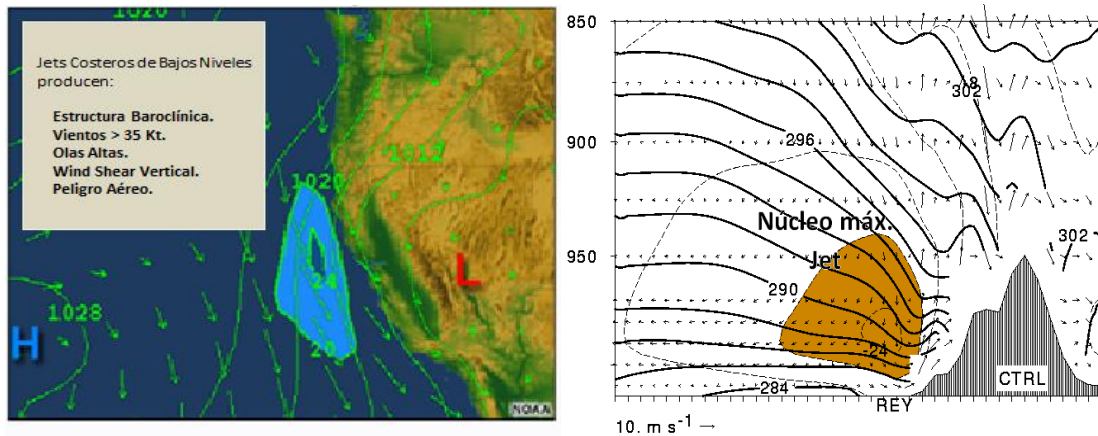 Jets Costeros de Bajos Niveles
producen:
Estructura Baroclínica.
Vientos > 35 Kt.
Olas Altas.
Wind Shear Vertical.
Peligro Aéreo.
1020
1012
1020
24
20
1028
H
L
NOAA
850
900
950
302
296
Núcleo máx.
Jet
290
-24
284
302
CTRL
REY
10. m s⁻¹ →